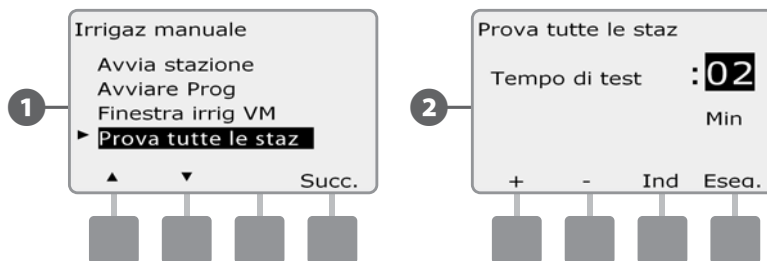 1
Irrigaz manuale
Avvia stazione
Avviare Prog
Finestra irrig VM
► Prova tutte le staz
▲ ▼ Succ.
2
Prova tutte le staz
Tempo di test :02
Min
+ - Ind Eseg.